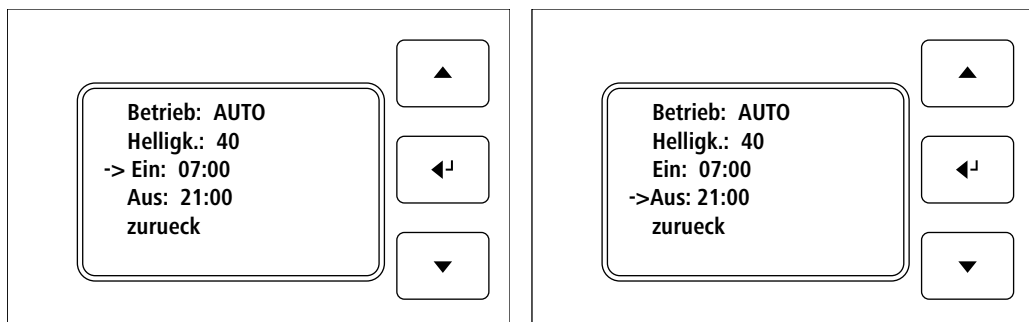 Betrieb: AUTO
Helligk.: 40
-> Ein: 07:00
Aus: 21:00
zurueck
Betrieb: AUTO
Helligk.: 40
Ein: 07:00
->Aus: 21:00
zurueck